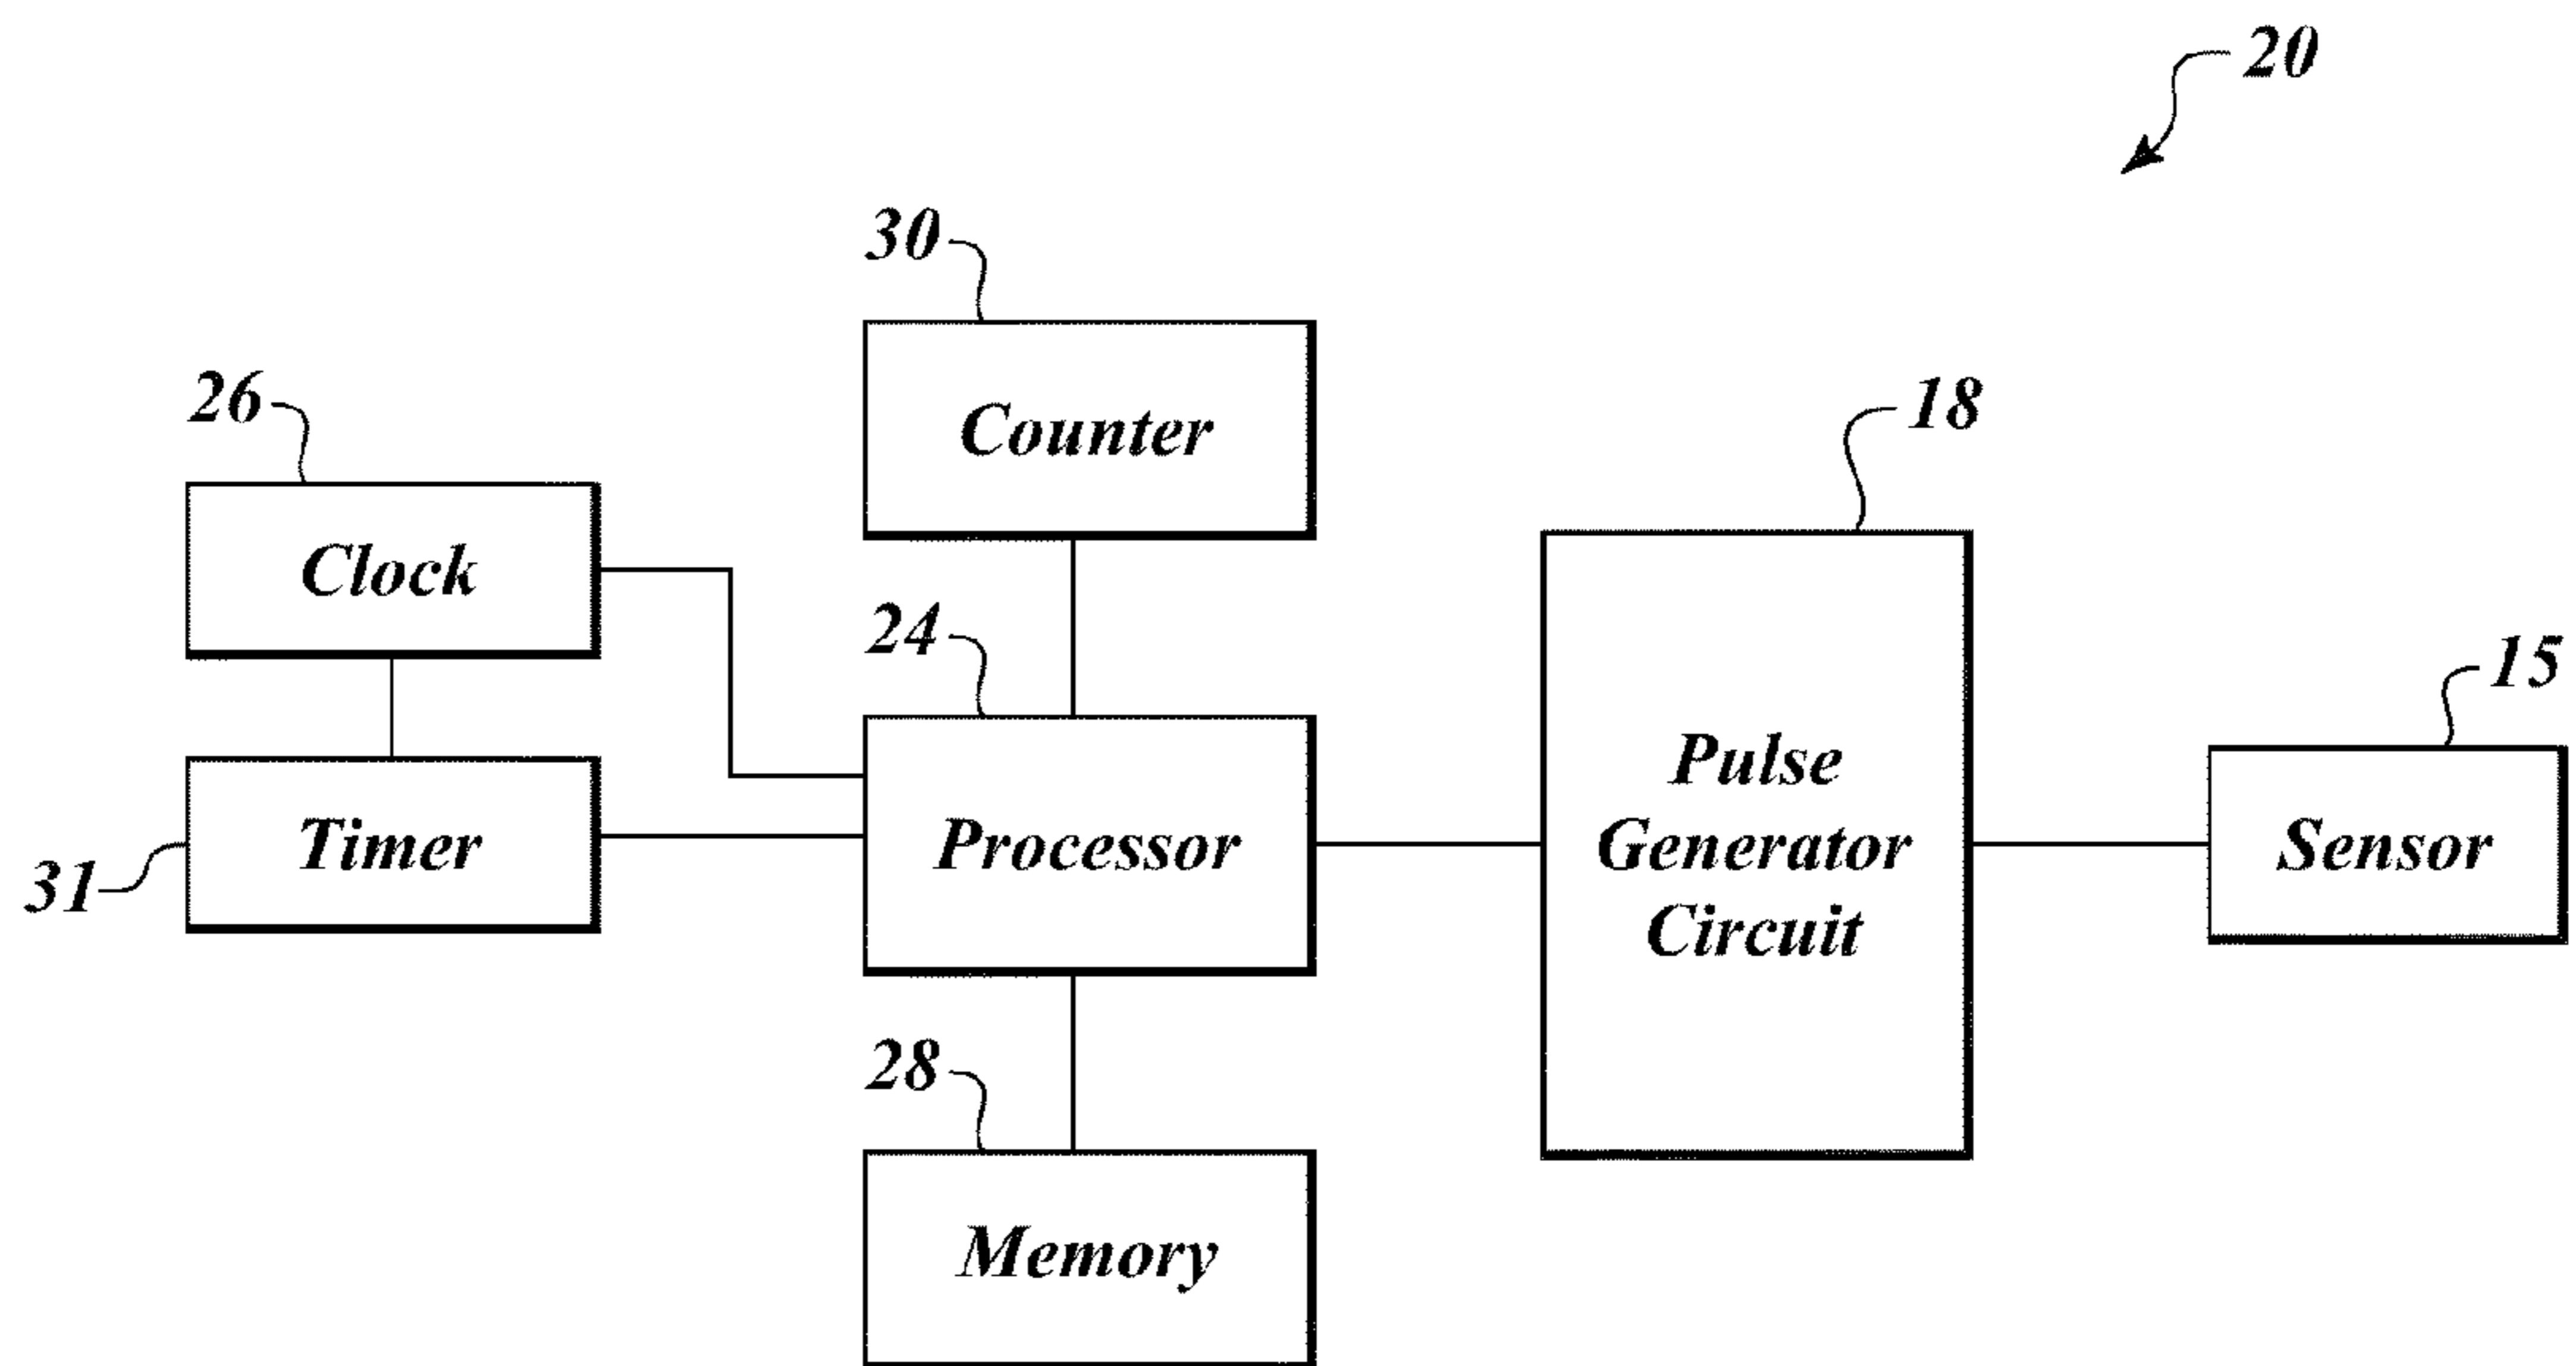 20
30
Counter
26
Clock
18
24
Processor
15
Pulse
Generator
Circuit
Sensor
Timer
31
28
Memory